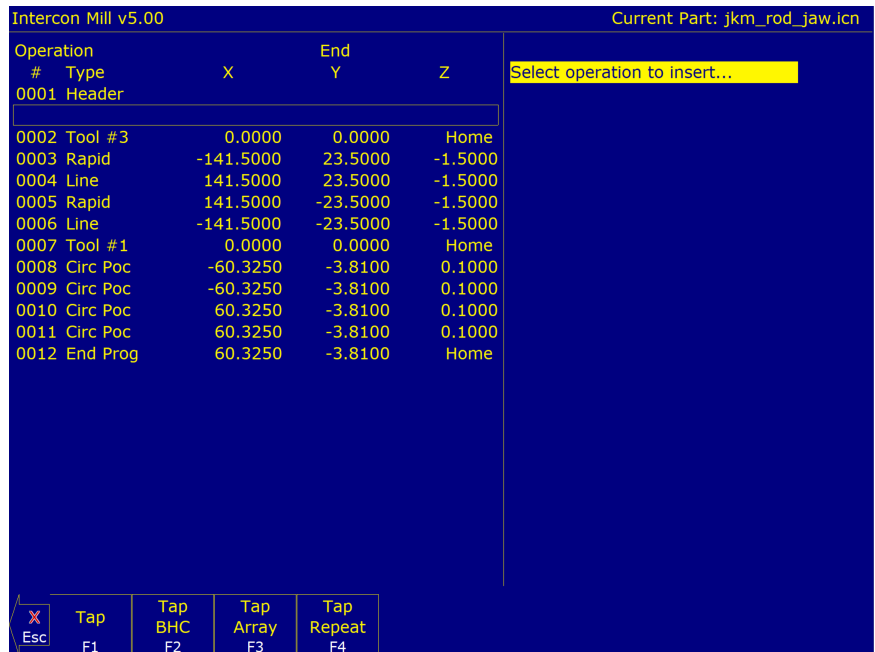 Intercon Mill v5.00 Current Part: jkm_rod_jaw.icn
Operation End
# Type X Y Z Select operation to insert...
0001 Header
0002 Tool #3 0.0000 0.0000 Home
0003 Rapid -141.5000 23.5000 -1.5000
0004 Line 141.5000 23.5000 -1.5000
0005 Rapid 141.5000 -23.5000 -1.5000
0006 Line -141.5000 -23.5000 -1.5000
0007 Tool #1 0.0000 0.0000 Home
0008 Circ Poc -60.3250 -3.8100 0.1000
0009 Circ Poc -60.3250 -3.8100 0.1000
0010 Circ Poc 60.3250 -3.8100 0.1000
0011 Circ Poc 60.3250 -3.8100 0.1000
0012 End Prog 60.3250 -3.8100 Home
X
Esc
Tap
F1
Tap
BHC
F2
Tap
Array
F3
Tap
Repeat
F4